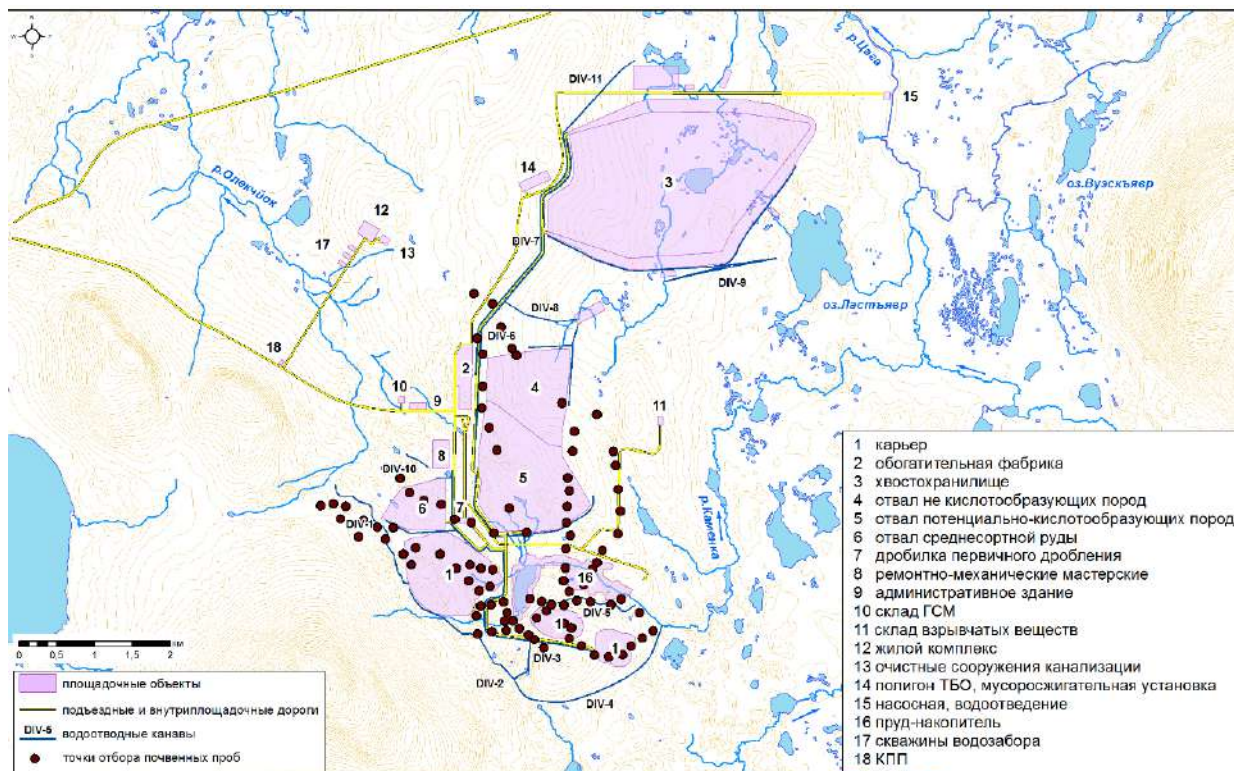 DIV-11
р.Цага
15
14
3
оз.Вуэскъявр
р.Олекчйок
12
17
13
DIV-7
DIV-9
оз.Ластъявр
DIV-8
DIV-6
18
2
4
10
9
11
8
DIV-10
5
р.Каменка
6
7
DIV-1
1
16
DIV-5
1
1
DIV-3
DIV-2
DIV-4
0 0,5 1 2 км
площадочные объекты
подъездные и внутриплощадочные дороги
DIV-5 водоотводные канавы
точки отбора почвенных проб
1 карьер
2 обогатительная фабрика
3 хвостохранилище
4 отвал не кислотообразующих пород
5 отвал потенциально-кислотообразующих пород
6 отвал среднесортной руды
7 дробилка первичного дробления
8 ремонтно-механические мастерские
9 административное здание
10 склад ГСМ
11 склад взрывчатых веществ
12 жилой комплекс
13 очистные сооружения канализации
14 полигон ТБО, мусоросжигательная установка
15 насосная, водоотведение
16 пруд-накопитель
17 скважины водозабора
18 КПП